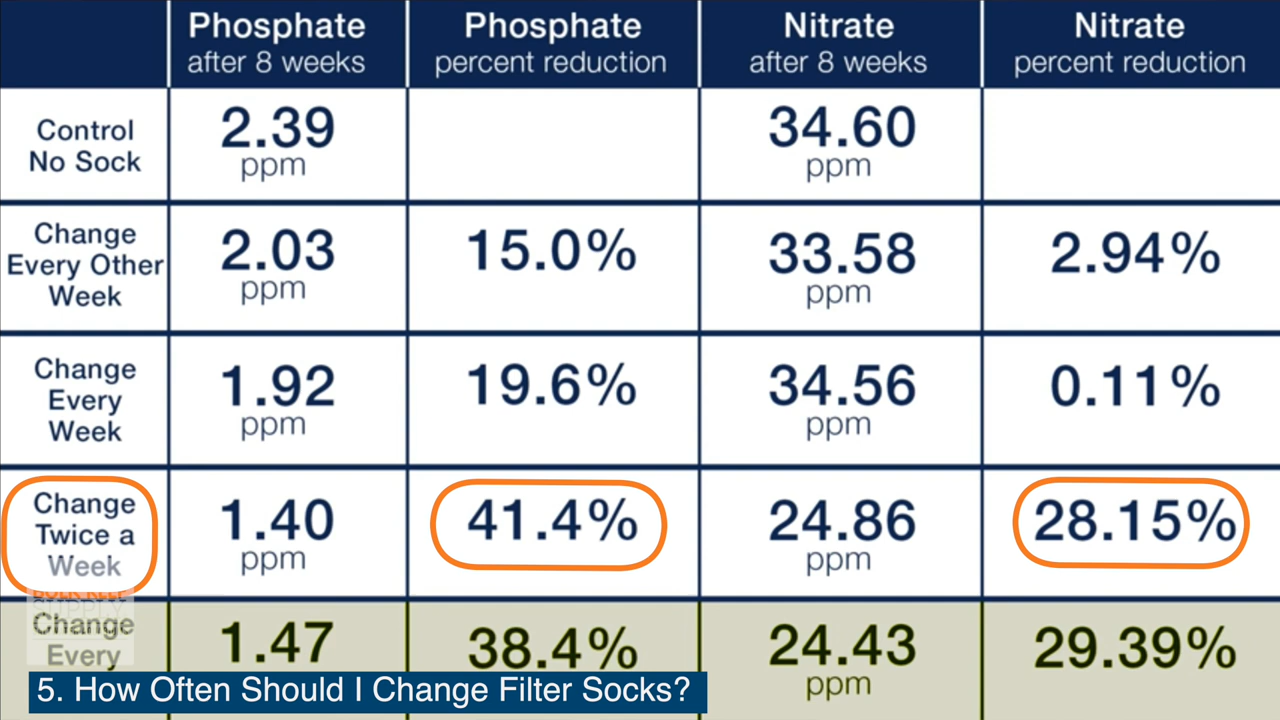 Phosphate
after 8 weeks
Phosphate
percent reduction
Nitrate
after 8 weeks
Nitrate
percent reduction
Control
No Sock
2.39
ppm
34.60
ppm
Change
Every Other
Week
2.03
ppm
15.0%
33.58
ppm
2.94%
Change
Every
Week
1.92
ppm
19.6%
34.56
ppm
0.11%
Change
Twice a
Week
1.40
ppm
41.4%
24.86
ppm
28.15%
BULK REEF
SUPPLY
Change
Every
1.47
38.4%
24.43
ppm
29.39%
5. How Often Should I Change Filter Socks?